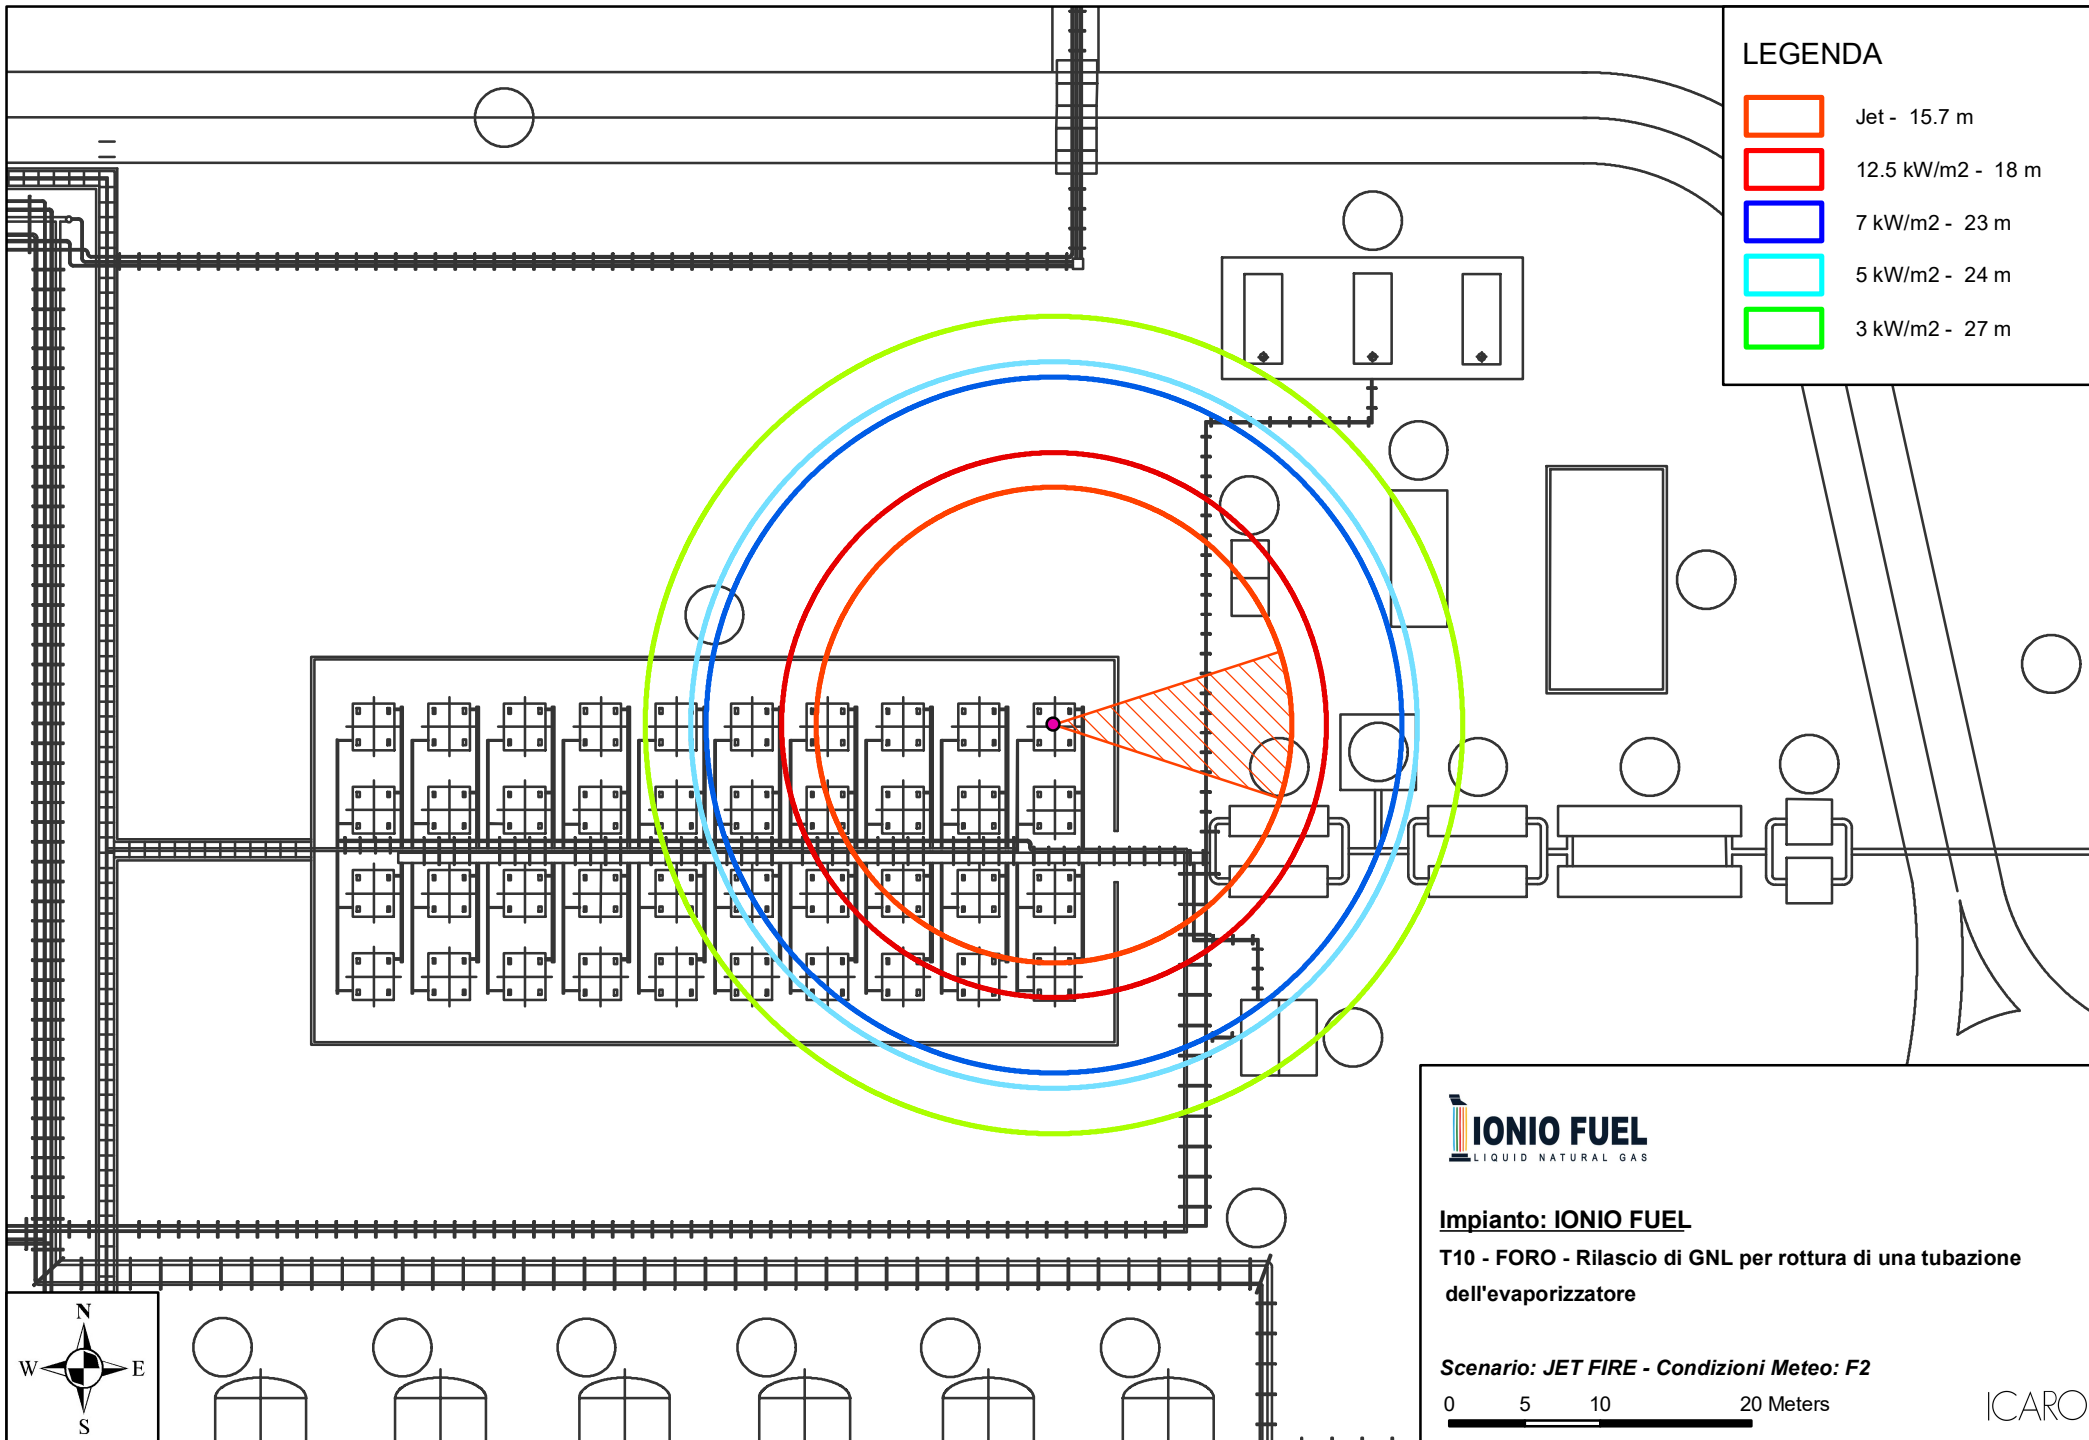 LEGENDA
Jet - 15.7 m
12.5 kW/m2 - 18 m
7 kW/m2 - 23 m
5 kW/m2 - 24 m
3 kW/m2 - 27 m
IONIO FUEL
LIQUID NATURAL GAS
Impianto: IONIO FUEL
T10 - FORO - Rilascio di GNL per rottura di una tubazione
dell'evaporizzatore
Scenario: JET FIRE - Condizioni Meteo: F2
0 5 10 20 Meters
ICARO
N
W E
S